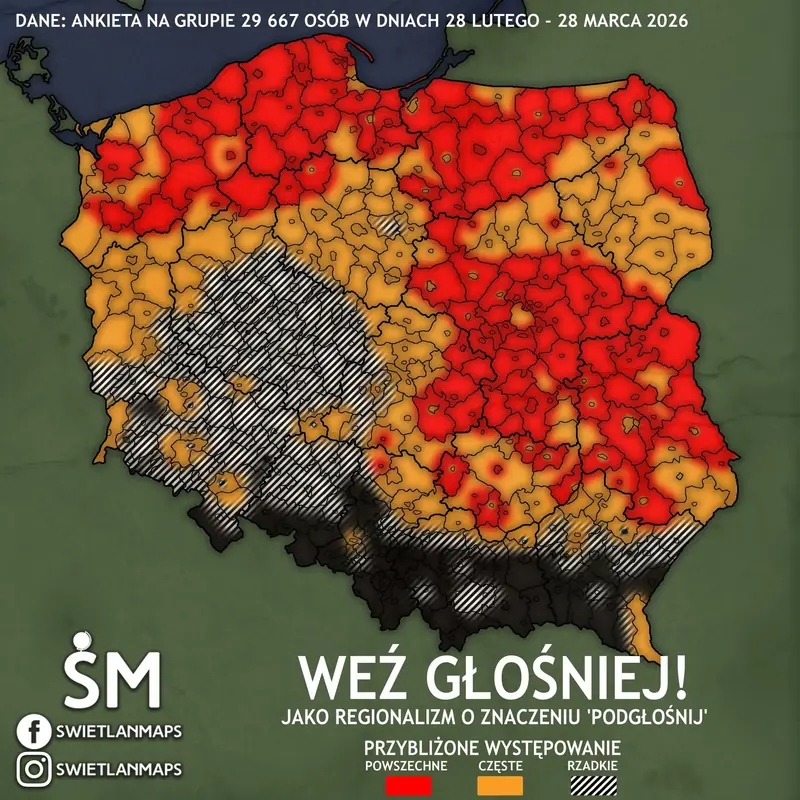 DANE: ANKIETA NA GRUPIE 29 667 OSÓB W DNIACH 28 LUTEGO - 28 MARCA 2026
ŚM
SWIETLANMAPS
SWIETLANMAPS
WEŹ GŁOŚNIEJ!
JAKO REGIONALIZM O ZNACZENIU 'PODGŁOŚNIJ'
PRZYBLIŻONE WYSTĘPOWANIE
POWSZECHNE CZĘSTE RZADKIE